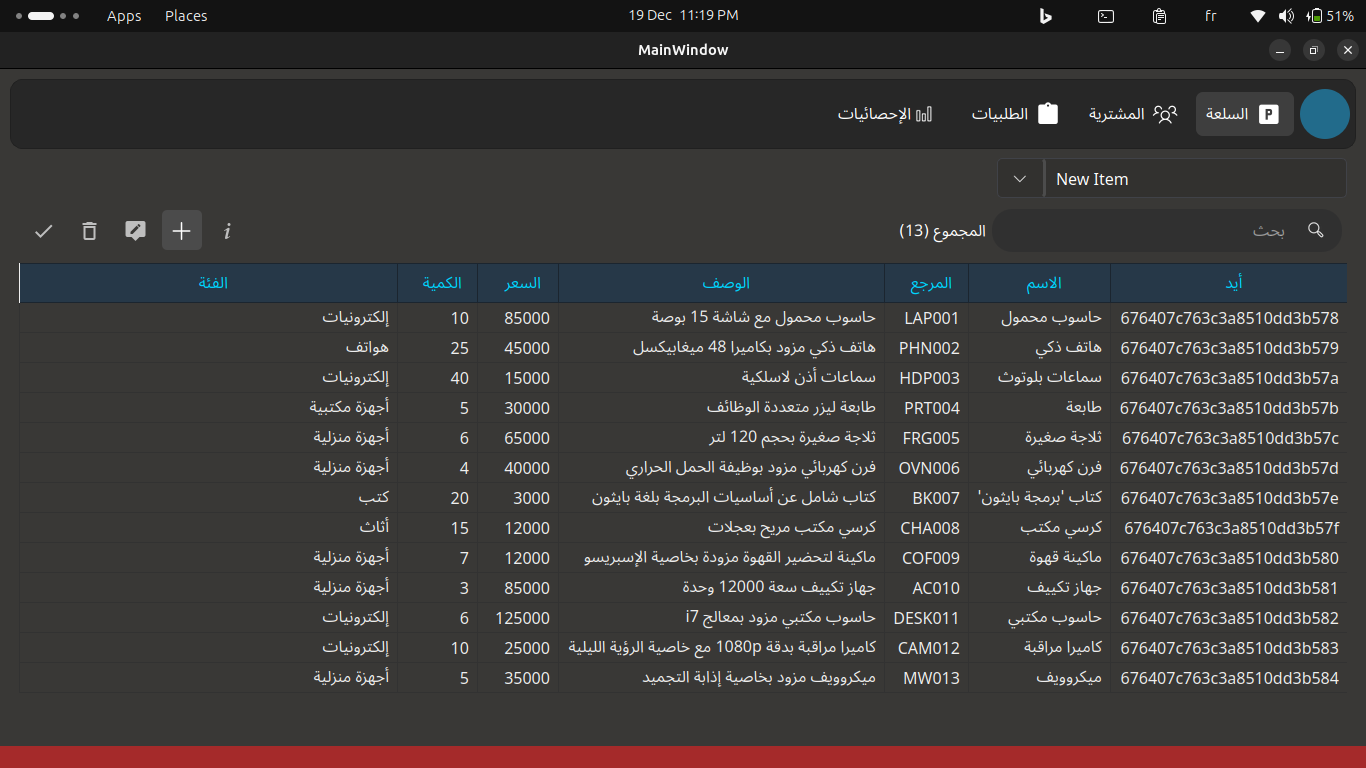 Apps Places 19 Dec 11:19 PM fr 51%
MainWindow
السلعة المشترية الطلبيات الإحصائيات
New Item
بحث المجموع (13)
أيد الاسم المرجع الوصف السعر الكمية الفئة
676407c763c3a8510dd3b578 حاسوب محمول LAP001 حاسوب محمول مع شاشة 15 بوصة 85000 10 إلكترونيات
676407c763c3a8510dd3b579 هاتف ذكي PHN002 هاتف ذكي مزود بكاميرا 48 ميغابيكسل 45000 25 هواتف
676407c763c3a8510dd3b57a سماعات بلوتوث HDP003 سماعات أذن لاسلكية 15000 40 إلكترونيات
676407c763c3a8510dd3b57b طابعة PRT004 طابعة ليزر متعددة الوظائف 30000 5 أجهزة مكتبية
676407c763c3a8510dd3b57c ثلاجة صغيرة FRG005 ثلاجة صغيرة بحجم 120 لتر 65000 6 أجهزة منزلية
676407c763c3a8510dd3b57d فرن كهربائي OVN006 فرن كهربائي مزود بوظيفة الحمل الحراري 40000 4 أجهزة منزلية
676407c763c3a8510dd3b57e كتاب 'برمجة بايثون' BK007 كتاب شامل عن أساسيات البرمجة بلغة بايثون 3000 20 كتب
676407c763c3a8510dd3b57f كرسي مكتب CHA008 كرسي مكتب مريح بعجلات 12000 15 أثاث
676407c763c3a8510dd3b580 ماكينة قهوة COF009 ماكينة لتحضير القهوة مزودة بخاصية الإسبريسو 12000 7 أجهزة منزلية
676407c763c3a8510dd3b581 جهاز تكييف AC010 جهاز تكييف سعة 12000 وحدة 85000 3 أجهزة منزلية
676407c763c3a8510dd3b582 حاسوب مكتبي DESK011 حاسوب مكتبي مزود بمعالج i7 125000 6 إلكترونيات
676407c763c3a8510dd3b583 كاميرا مراقبة CAM012 كاميرا مراقبة بدقة 1080p مع خاصية الرؤية الليلية 25000 10 إلكترونيات
676407c763c3a8510dd3b584 ميكروويف MW013 ميكروويف مزود بخاصية إذابة التجميد 35000 5 أجهزة منزلية